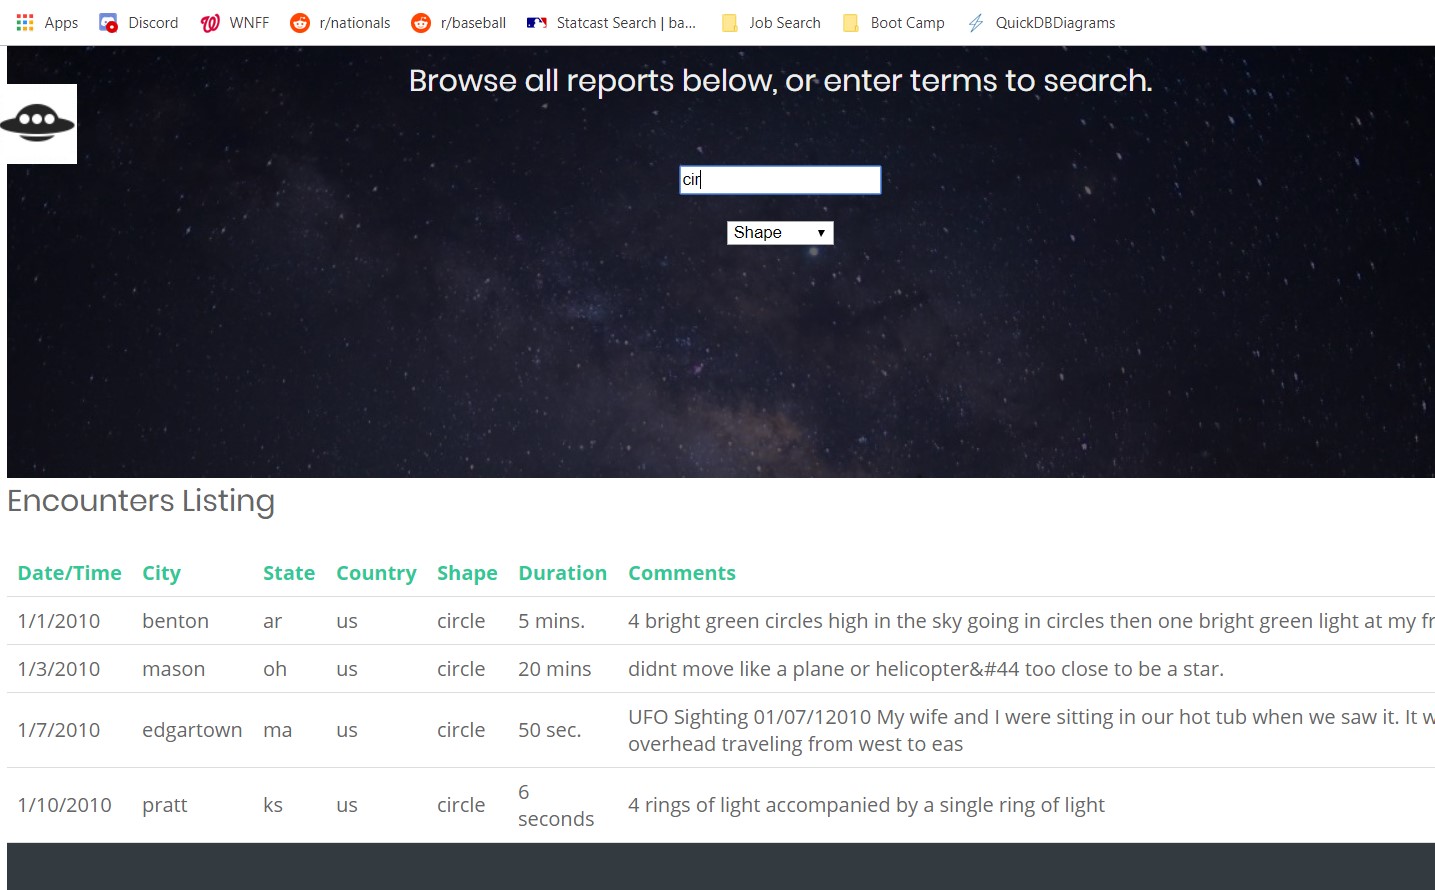 Apps Discord WNFF r/nationals r/baseball Statcast Search | ba... Job Search Boot Camp QuickDBDiagrams
Browse all reports below, or enter terms to search.
cir
Shape
Encounters Listing
Date/Time City State Country Shape Duration Comments
1/1/2010 benton ar us circle 5 mins. 4 bright green circles high in the sky going in circles then one bright green light at my fr
1/3/2010 mason oh us circle 20 mins didnt move like a plane or helicopter&#44 too close to be a star.
1/7/2010 edgartown ma us circle 50 sec. UFO Sighting 01/07/12010 My wife and I were sitting in our hot tub when we saw it. It w
overhead traveling from west to eas
1/10/2010 pratt ks us circle 6 seconds 4 rings of light accompanied by a single ring of light